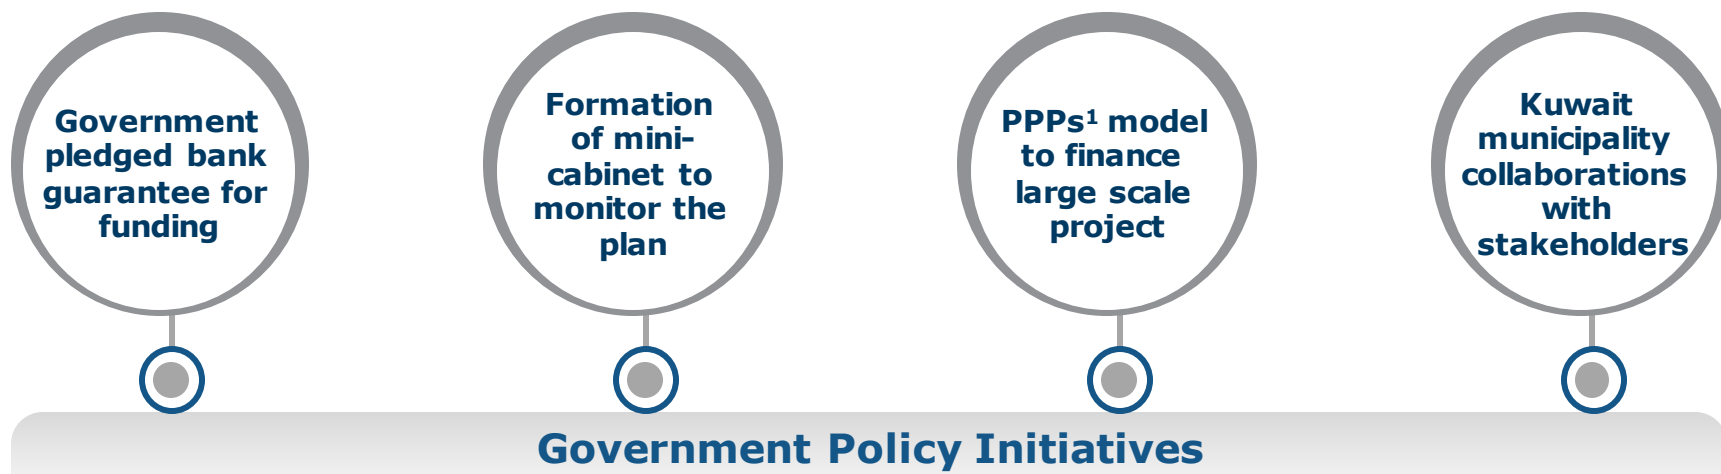 Government
pledged bank
guarantee for
funding
Formation
of mini-
cabinet to
monitor the
plan
PPPs¹ model
to finance
large scale
project
Kuwait
municipality
collaborations
with
stakeholders
Government Policy Initiatives